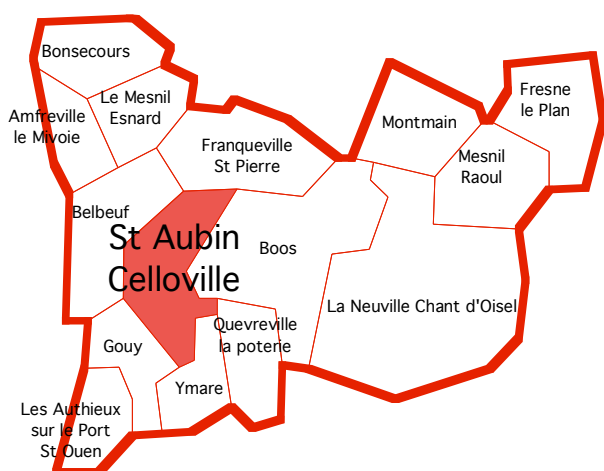 Bonsecours
Le Mesnil
Esnard
Amfreville
le Mivoie
Franqueville
St Pierre
Montmain
Fresne
le Plan
Mesnil
Raoul
Belbeuf
St Aubin
Celloville
Boos
La Neuville Chant d'Oisel
Quevreville
la poterie
Gouy
Ymare
Les Authieux
sur le Port
St Ouen